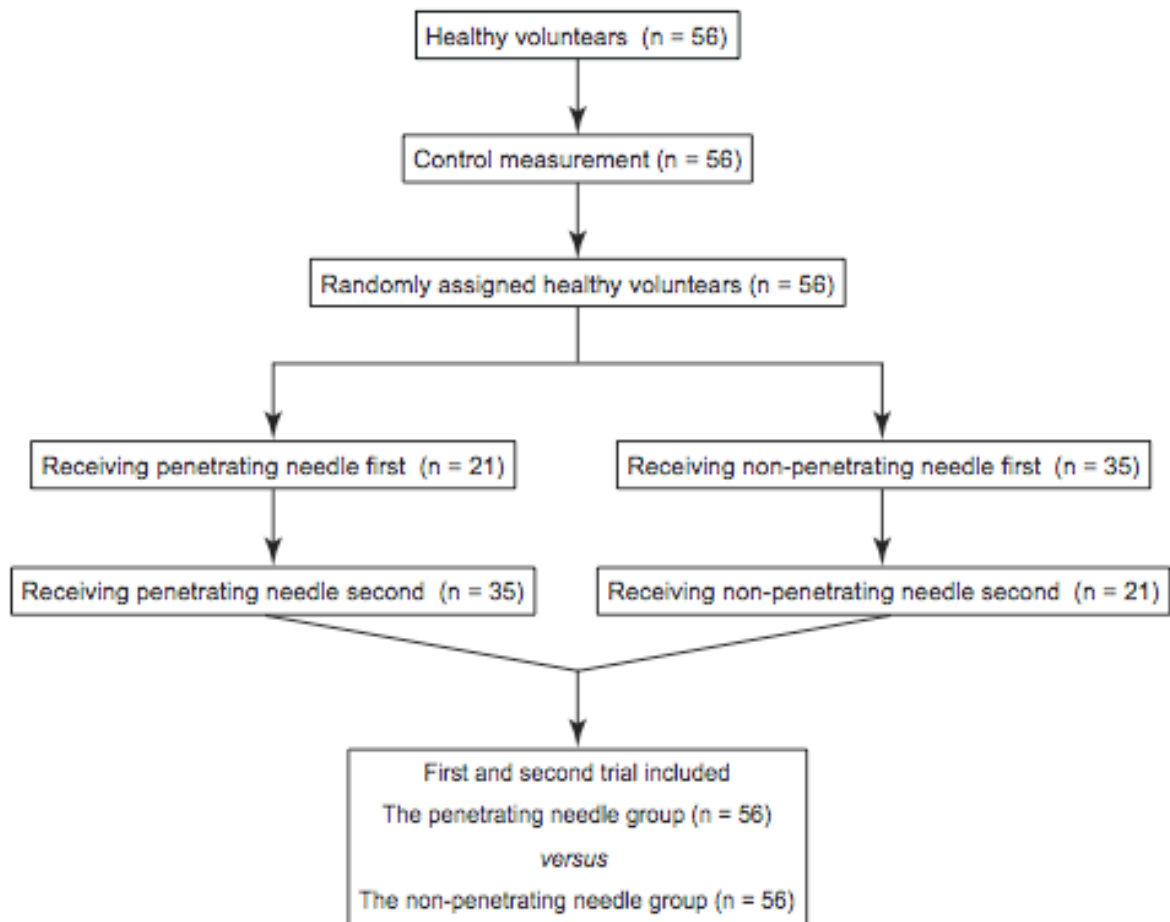 Healthy voluntears (n = 56)
Control measurement (n = 56)
Randomly assigned healthy voluntears (n = 56)
Receiving penetrating needle first (n = 21)
Receiving non-penetrating needle first (n = 35)
Receiving penetrating needle second (n = 35)
Receiving non-penetrating needle second (n = 21)
First and second trial included
The penetrating needle group (n = 56)
versus
The non-penetrating needle group (n = 56)